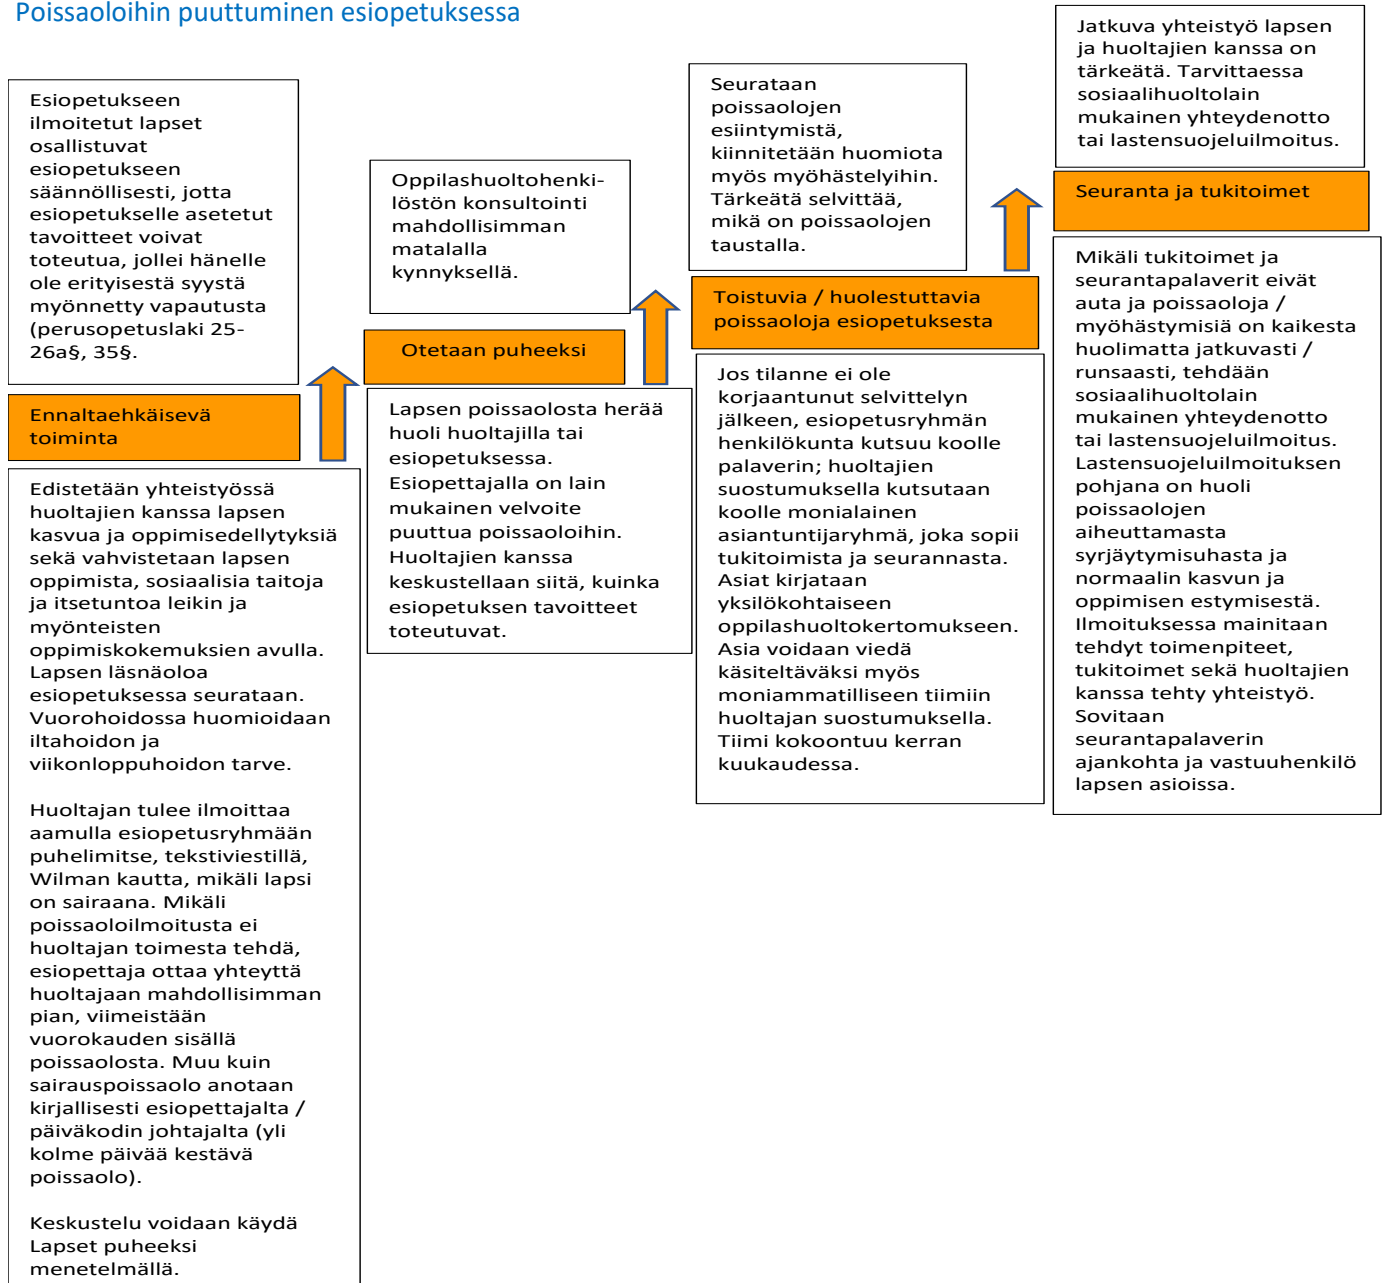 Poissaoloihin puuttuminen esiopetuksessa
Esiopetukseen
ilmoitetut lapset
osallistuvat
esiopetukseen
säännöllisesti, jotta
esiopetukselle asetetut
tavoitteet voivat
toteutua, jollei hänelle
ole erityisestä syystä
myönnetty vapautusta
(perusopetuslaki 25-
26a§, 35§.
Ennaltaehkäisevä
toiminta
Edistetään yhteistyössä
huoltajien kanssa lapsen
kasvua ja oppimisedellytyksiä
sekä vahvistetaan lapsen
oppimista, sosiaalisia taitoja
ja itsetuntoa leikin ja
myönteisten
oppimiskokemuksien avulla.
Lapsen läsnäoloa
esiopetuksessa seurataan.
Vuorohoidossa huomioidaan
iltahoidon ja
viikonloppuhoidon tarve.
Huoltajan tulee ilmoittaa
aamulla esiopetusryhmään
puhelimitse, tekstiviestillä,
Wilman kautta, mikäli lapsi
on sairaana. Mikäli
poissaoloilmoitusta ei
huoltajan toimesta tehdä,
esiopettaja ottaa yhteyttä
huoltajaan mahdollisimman
pian, viimeistään
vuorokauden sisällä
poissaolosta. Muu kuin
sairauspoissaolo anotaan
kirjallisesti esiopettajalta /
päiväkodin johtajalta (yli
kolme päivää kestävä
poissaolo).
Keskustelu voidaan käydä
Lapset puheeksi
menetelmällä.
Oppilashuoltohenki-
löstön konsultointi
mahdollisimman
matalalla
kynnyksellä.
Otetaan puheeksi
Lapsen poissaolosta herää
huoli huoltajilla tai
esiopetuksessa.
Esiopettajalla on lain
mukainen velvoite
puuttua poissaoloihin.
Huoltajien kanssa
keskustellaan siitä, kuinka
esiopetuksen tavoitteet
toteutuvat.
Seurataan
poissaolojen
esiintymistä,
kiinnitetään huomiota
myös myöhästelyihin.
Tärkeätä selvittää,
mikä on poissaolojen
taustalla.
Toistuvia / huolestuttavia
poissaoloja esiopetuksesta
Jos tilanne ei ole
korjaantunut selvittelyn
jälkeen, esiopetusryhmän
henkilökunta kutsuu koolle
palaverin; huoltajien
suostumuksella kutsutaan
koolle monialainen
asiantuntijaryhmä, joka sopii
tukitoimista ja seurannasta.
Asiat kirjataan
yksilökohtaiseen
oppilashuoltokertomukseen.
Asia voidaan viedä
käsiteltäväksi myös
moniammatilliseen tiimiin
huoltajan suostumuksella.
Tiimi kokoontuu kerran
kuukaudessa.
Jatkuva yhteistyö lapsen
ja huoltajien kanssa on
tärkeätä. Tarvittaessa
sosiaalihuoltolain
mukainen yhteydenotto
tai lastensuojeluilmoitus.
Seuranta ja tukitoimet
Mikäli tukitoimet ja
seurantapalaverit eivät
auta ja poissaoloja /
myöhästymisiä on kaikesta
huolimatta jatkuvasti /
runsaasti, tehdään
sosiaalihuoltolain
mukainen yhteydenotto
tai lastensuojeluilmoitus.
Lastensuojeluilmoituksen
pohjana on huoli
poissaolojen
aiheuttamasta
syrjäytymisuhasta ja
normaalin kasvun ja
oppimisen estymisestä.
Ilmoituksessa mainitaan
tehdyt toimenpiteet,
tukitoimet sekä huoltajien
kanssa tehty yhteistyö.
Sovitaan
seurantapalaverin
ajankohta ja vastuuhenkilö
lapsen asioissa.